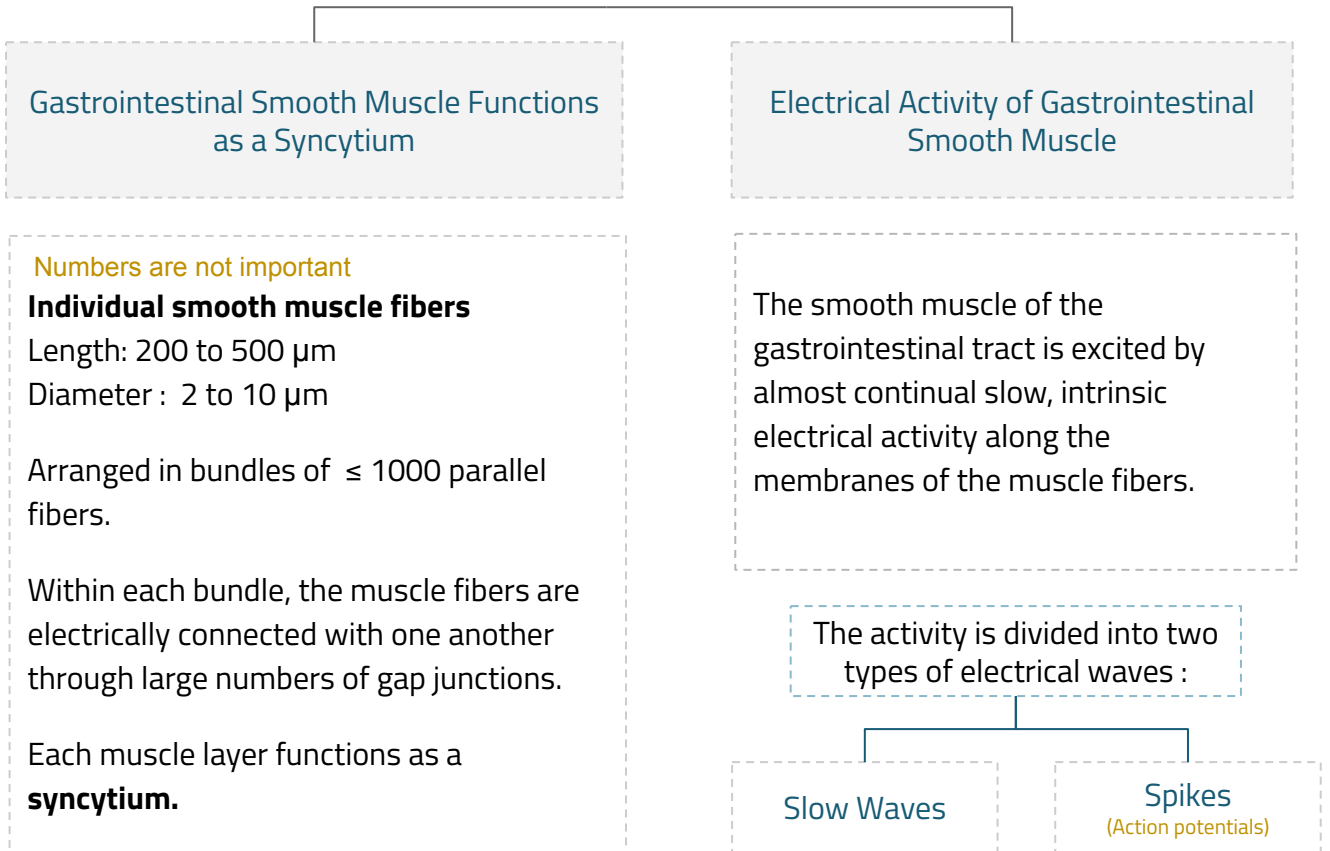 Gastrointestinal Smooth Muscle Functions
as a Syncytium
Electrical Activity of Gastrointestinal
Smooth Muscle
Numbers are not important
Individual smooth muscle fibers
Length: 200 to 500 μm
Diameter :  2 to 10 μm
Arranged in bundles of  ≤ 1000 parallel
fibers.
Within each bundle, the muscle fibers are
electrically connected with one another
through large numbers of gap junctions.
Each muscle layer functions as a
syncytium.
The smooth muscle of the
gastrointestinal tract is excited by
almost continual slow, intrinsic
electrical activity along the
membranes of the muscle fibers.
The activity is divided into two
types of electrical waves :
Slow Waves
Spikes
(Action potentials)